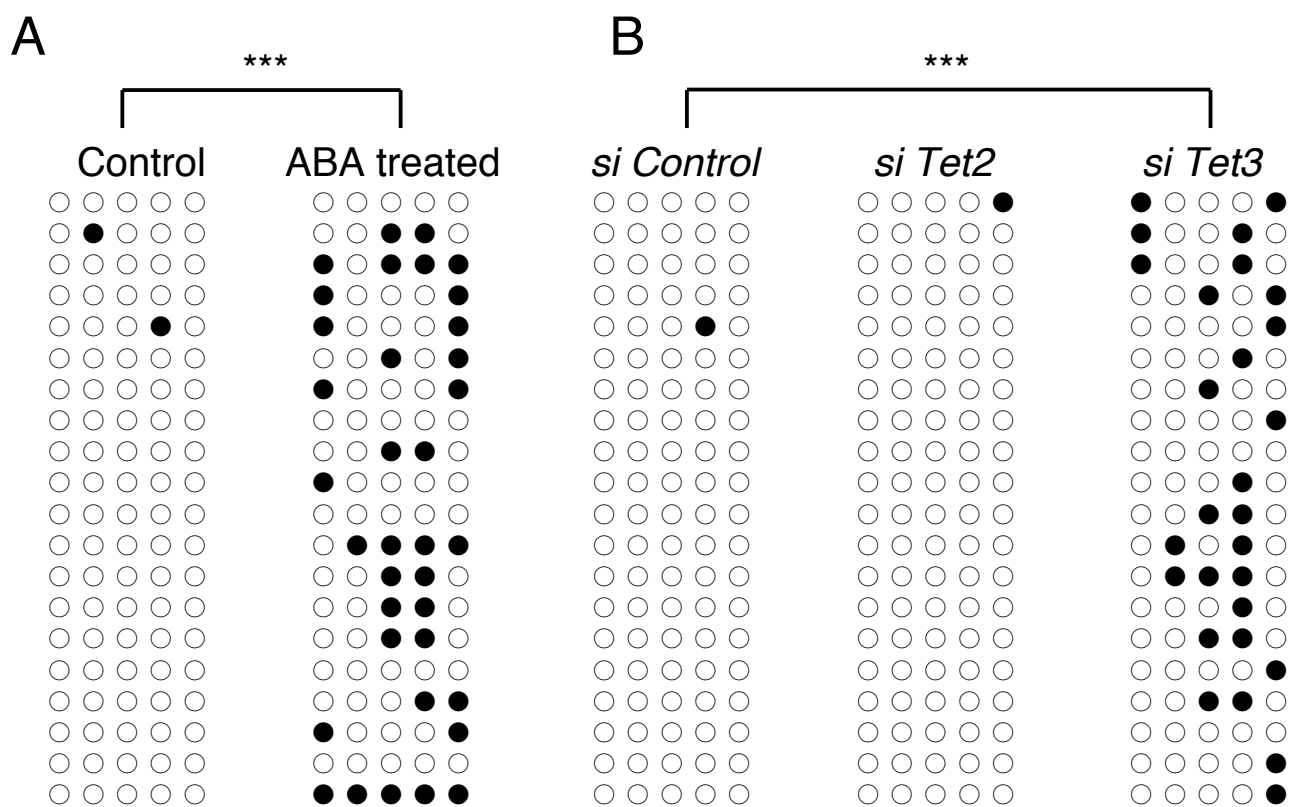 A
B
***
***
Control
ABA treated
si Control
si Tet2
si Tet3